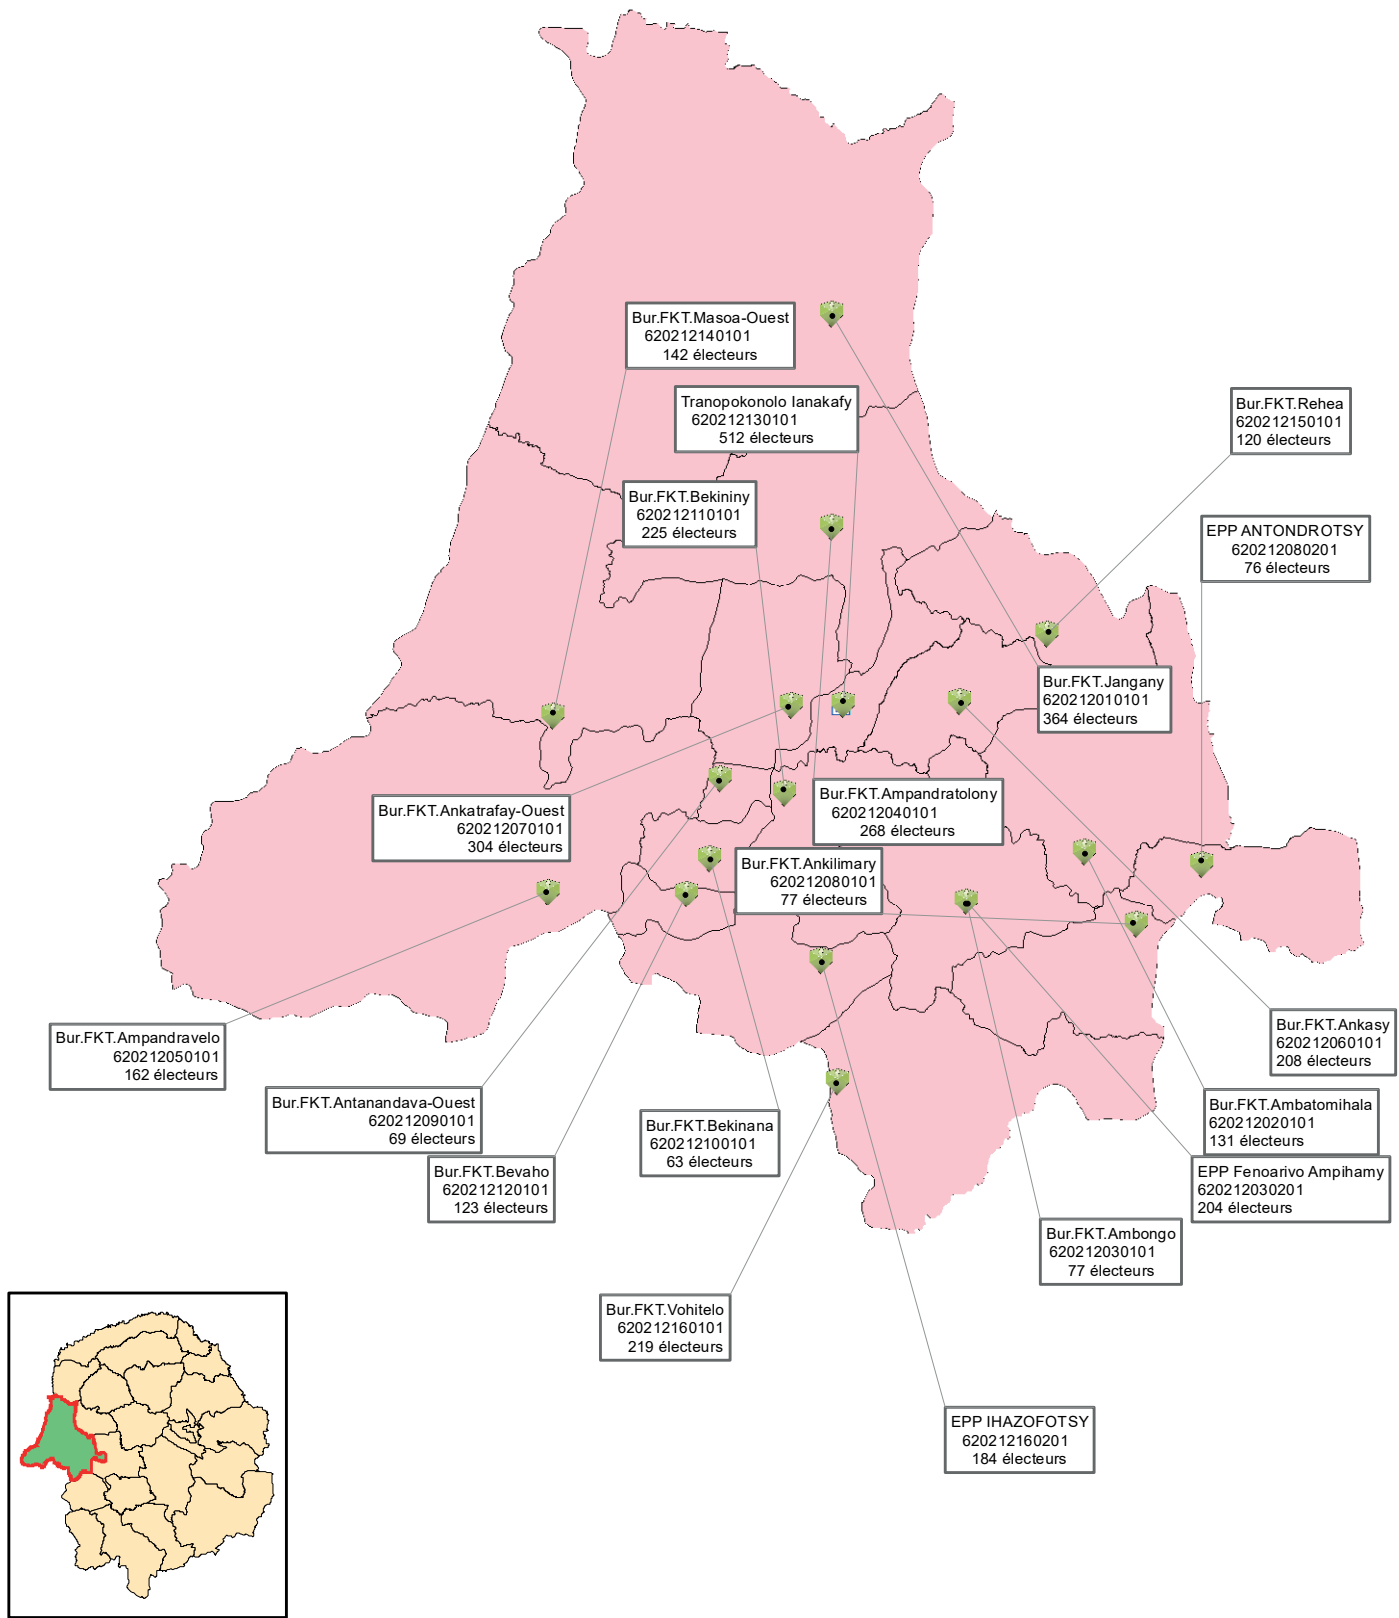 Bur.FKT.Masoa-Ouest
620212140101
142 électeurs
Tranopokonolo Ianakafy
620212130101
512 électeurs
Bur.FKT.Rehea
620212150101
120 électeurs
Bur.FKT.Bekininy
620212110101
225 électeurs
EPP ANTONDROTSY
620212080201
76 électeurs
Bur.FKT.Jangany
620212010101
364 électeurs
Bur.FKT.Ankatrafay-Ouest
620212070101
304 électeurs
Bur.FKT.Ampandratolony
620212040101
268 électeurs
Bur.FKT.Ankilimary
620212080101
77 électeurs
Bur.FKT.Ampandravelo
620212050101
162 électeurs
Bur.FKT.Ankasy
620212060101
208 électeurs
Bur.FKT.Antanandava-Ouest
620212090101
69 électeurs
Bur.FKT.Bekinana
620212100101
63 électeurs
Bur.FKT.Ambatomihala
620212020101
131 électeurs
Bur.FKT.Bevaho
620212120101
123 électeurs
EPP Fenoarivo Ampihamy
620212030201
204 électeurs
Bur.FKT.Ambongo
620212030101
77 électeurs
Bur.FKT.Vohitelo
620212160101
219 électeurs
EPP IHAZOFOTSY
620212160201
184 électeurs